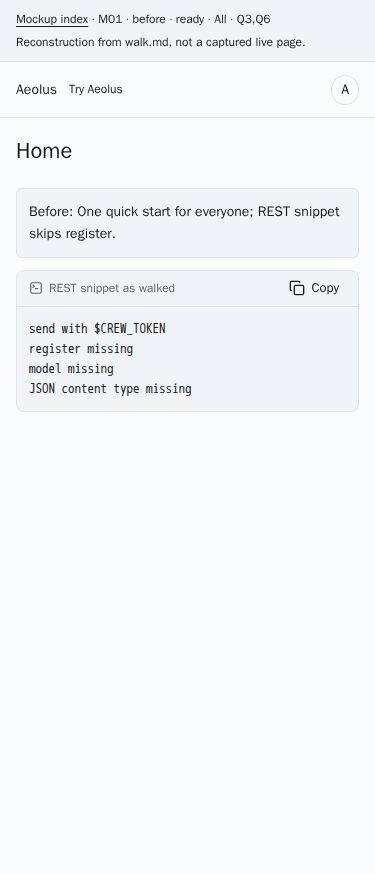 Mockup index · M01 · before · ready · All · Q3,Q6
Reconstruction from walk.md, not a captured live page.
Aeolus Try Aeolus A
Home
Before: One quick start for everyone; REST snippet
skips register.
REST snippet as walked Copy
send with $CREW_TOKEN
register missing
model missing
JSON content type missing